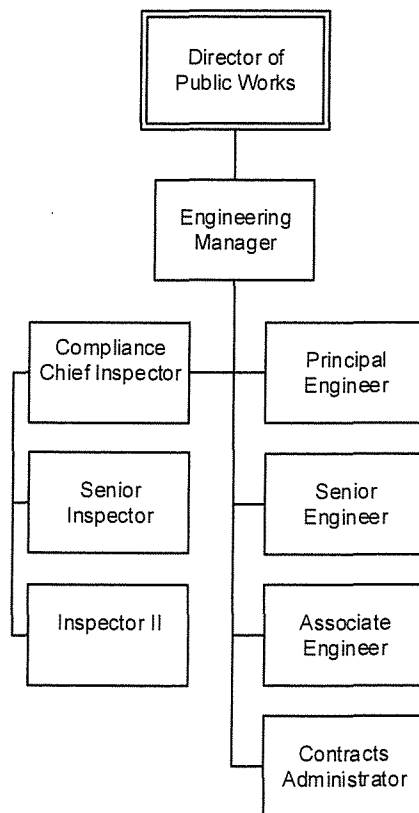 Director of
Public Works
Engineering
Manager
Compliance
Chief Inspector
Principal
Engineer
Senior
Inspector
Senior
Engineer
Inspector II
Associate
Engineer
Contracts
Administrator